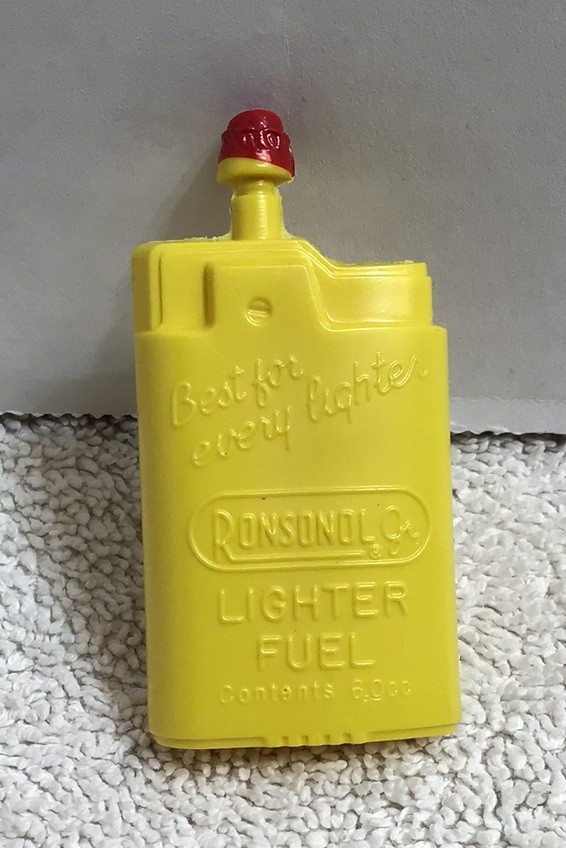 Best for
every lighter
RONSONOL® Jr.
LIGHTER
FUEL
Contents 6.0cc